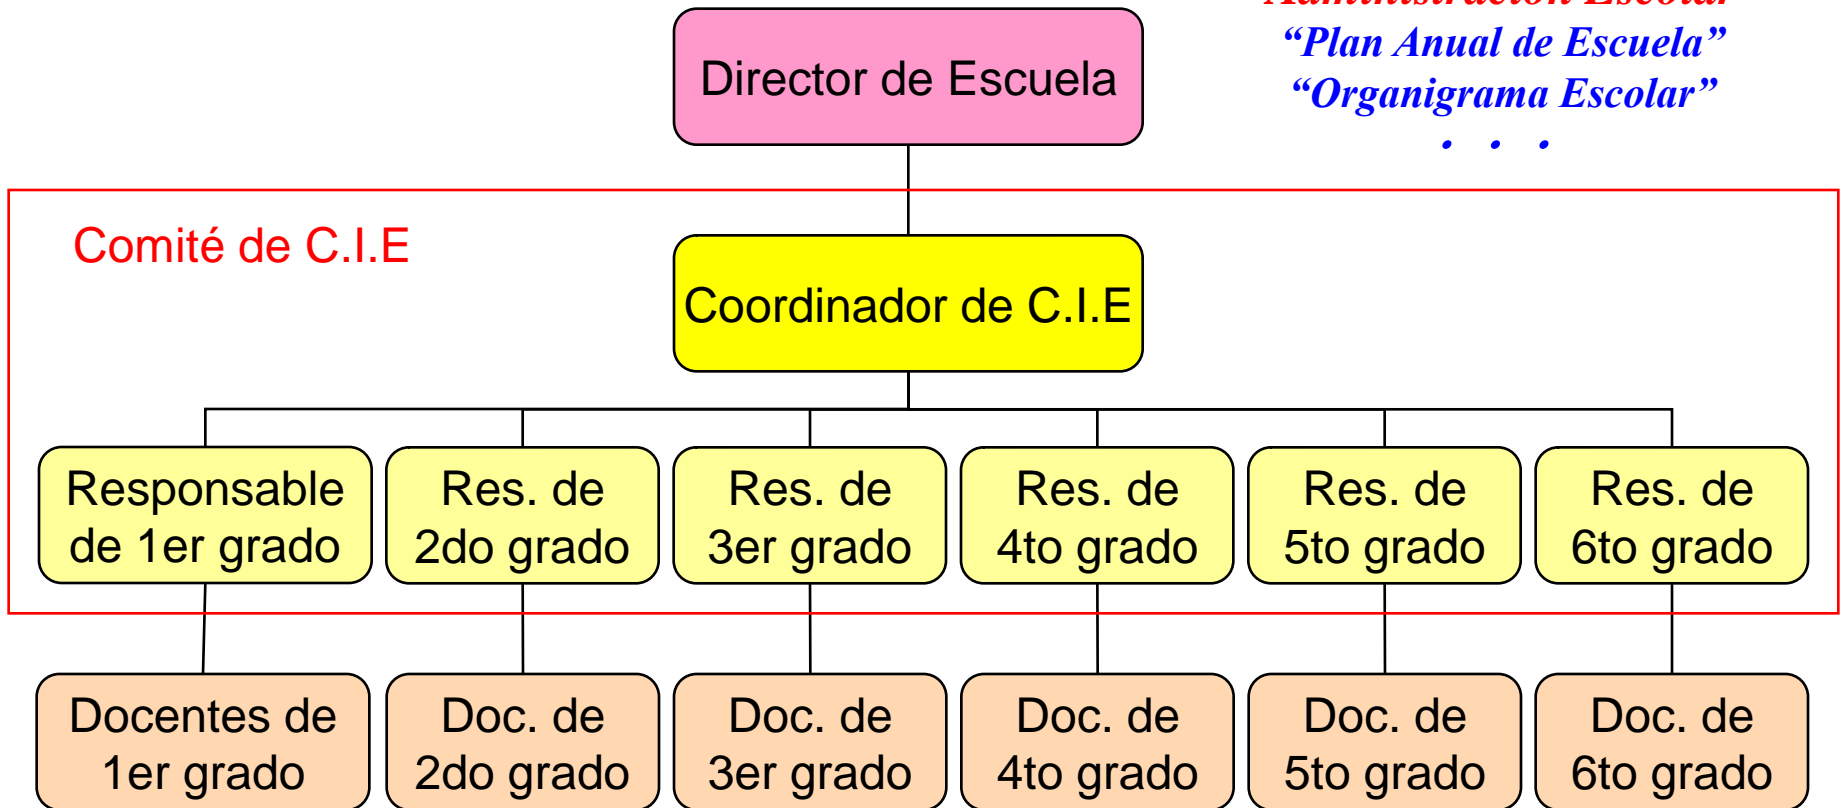 Administración Escolar
“Plan Anual de Escuela”
“Organigrama Escolar”
. . .
Director de Escuela
Comité de C.I.E
Coordinador de C.I.E
Responsable
de 1er grado
Res. de
2do grado
Res. de
3er grado
Res. de
4to grado
Res. de
5to grado
Res. de
6to grado
Docentes de
1er grado
Doc. de
2do grado
Doc. de
3er grado
Doc. de
4to grado
Doc. de
5to grado
Doc. de
6to grado